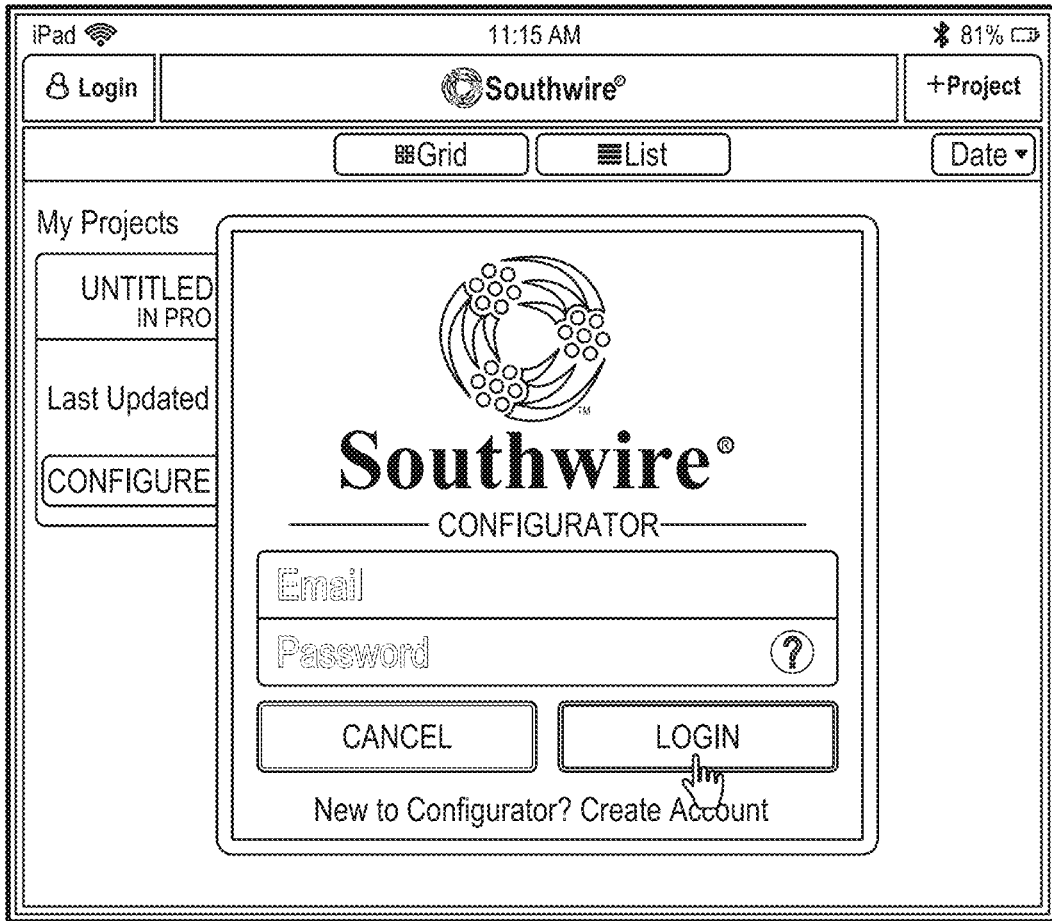 iPad 11:15 AM 81%
Login Southwire® +Project
Grid List Date
My Projects
UNTITLED
IN PRO
Last Updated
CONFIGURE
TM
Southwire®
CONFIGURATOR
Email
Password ?
CANCEL LOGIN
New to Configurator? Create Account